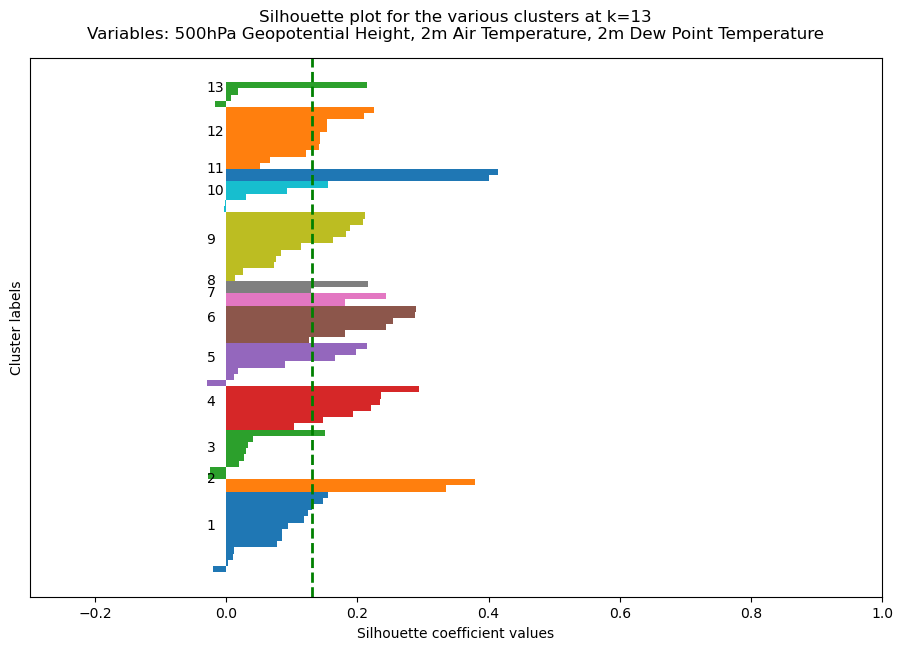 Silhouette plot for the various clusters at k=13
Variables: 500hPa Geopotential Height, 2m Air Temperature, 2m Dew Point Temperature
13
12
11
10
9
8
7
6
5
4
3
2
1
Cluster labels
−0.2 0.0 0.2 0.4 0.6 0.8 1.0
Silhouette coefficient values